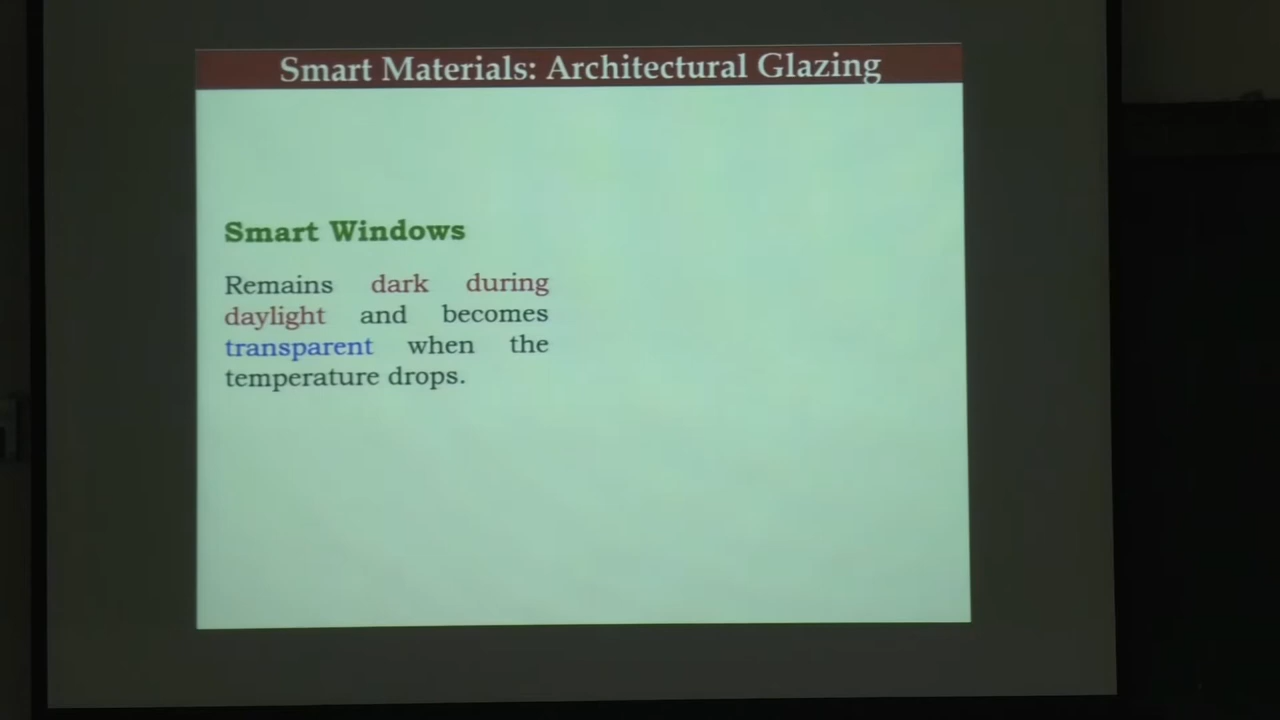 Smart Materials: Architectural Glazing
Smart Windows
Remains dark during
daylight and becomes
transparent when the
temperature drops.